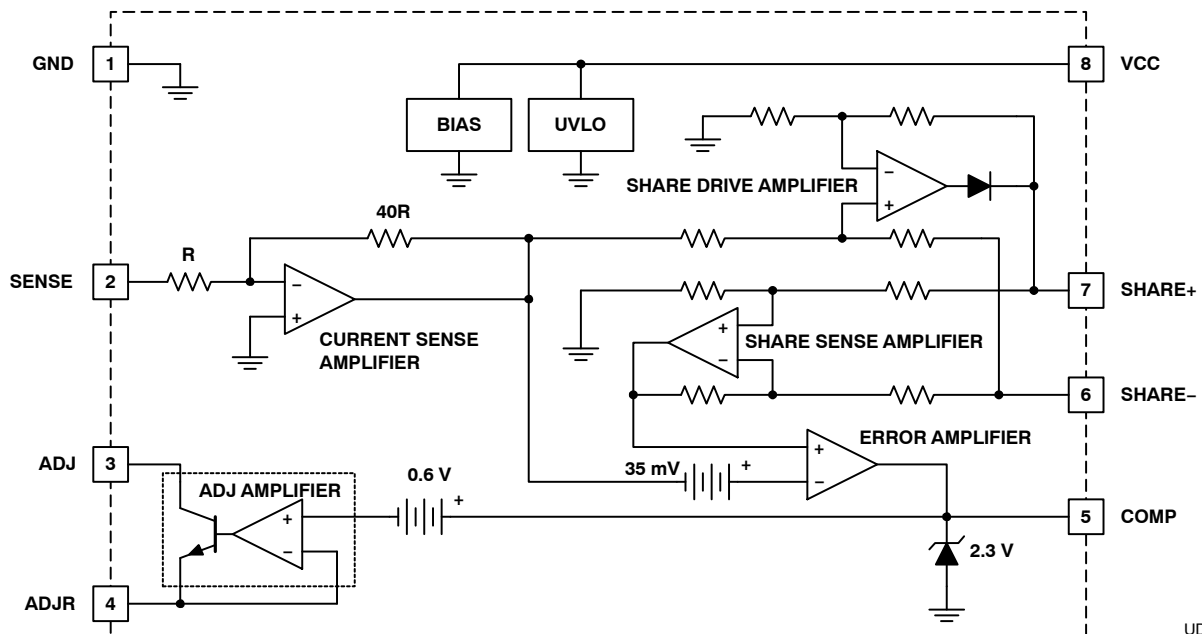 GND
1
8
VCC
BIAS
UVLO
SHARE DRIVE AMPLIFIER
−
+
40R
R
SENSE
2
−
+
CURRENT SENSE
AMPLIFIER
7
SHARE+
+
−
SHARE SENSE AMPLIFIER
6
SHARE−
ERROR AMPLIFIER
+
−
35 mV
+
ADJ
3
ADJ AMPLIFIER
+
−
0.6 V
+
5
COMP
2.3 V
ADJR
4
UD